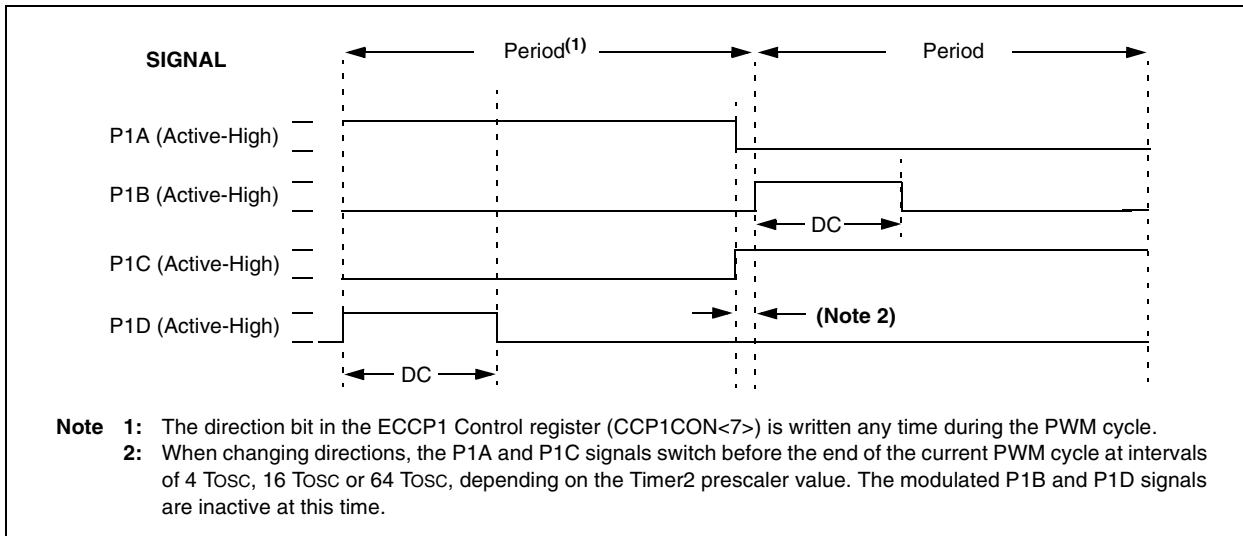 SIGNAL
Period(1)
Period
P1A (Active-High)
P1B (Active-High)
DC
P1C (Active-High)
P1D (Active-High)
(Note 2)
DC
Note 1: The direction bit in the ECCP1 Control register (CCP1CON<7>) is written any time during the PWM cycle.
2: When changing directions, the P1A and P1C signals switch before the end of the current PWM cycle at intervals
of 4 TOSC, 16 TOSC or 64 TOSC, depending on the Timer2 prescaler value. The modulated P1B and P1D signals
are inactive at this time.